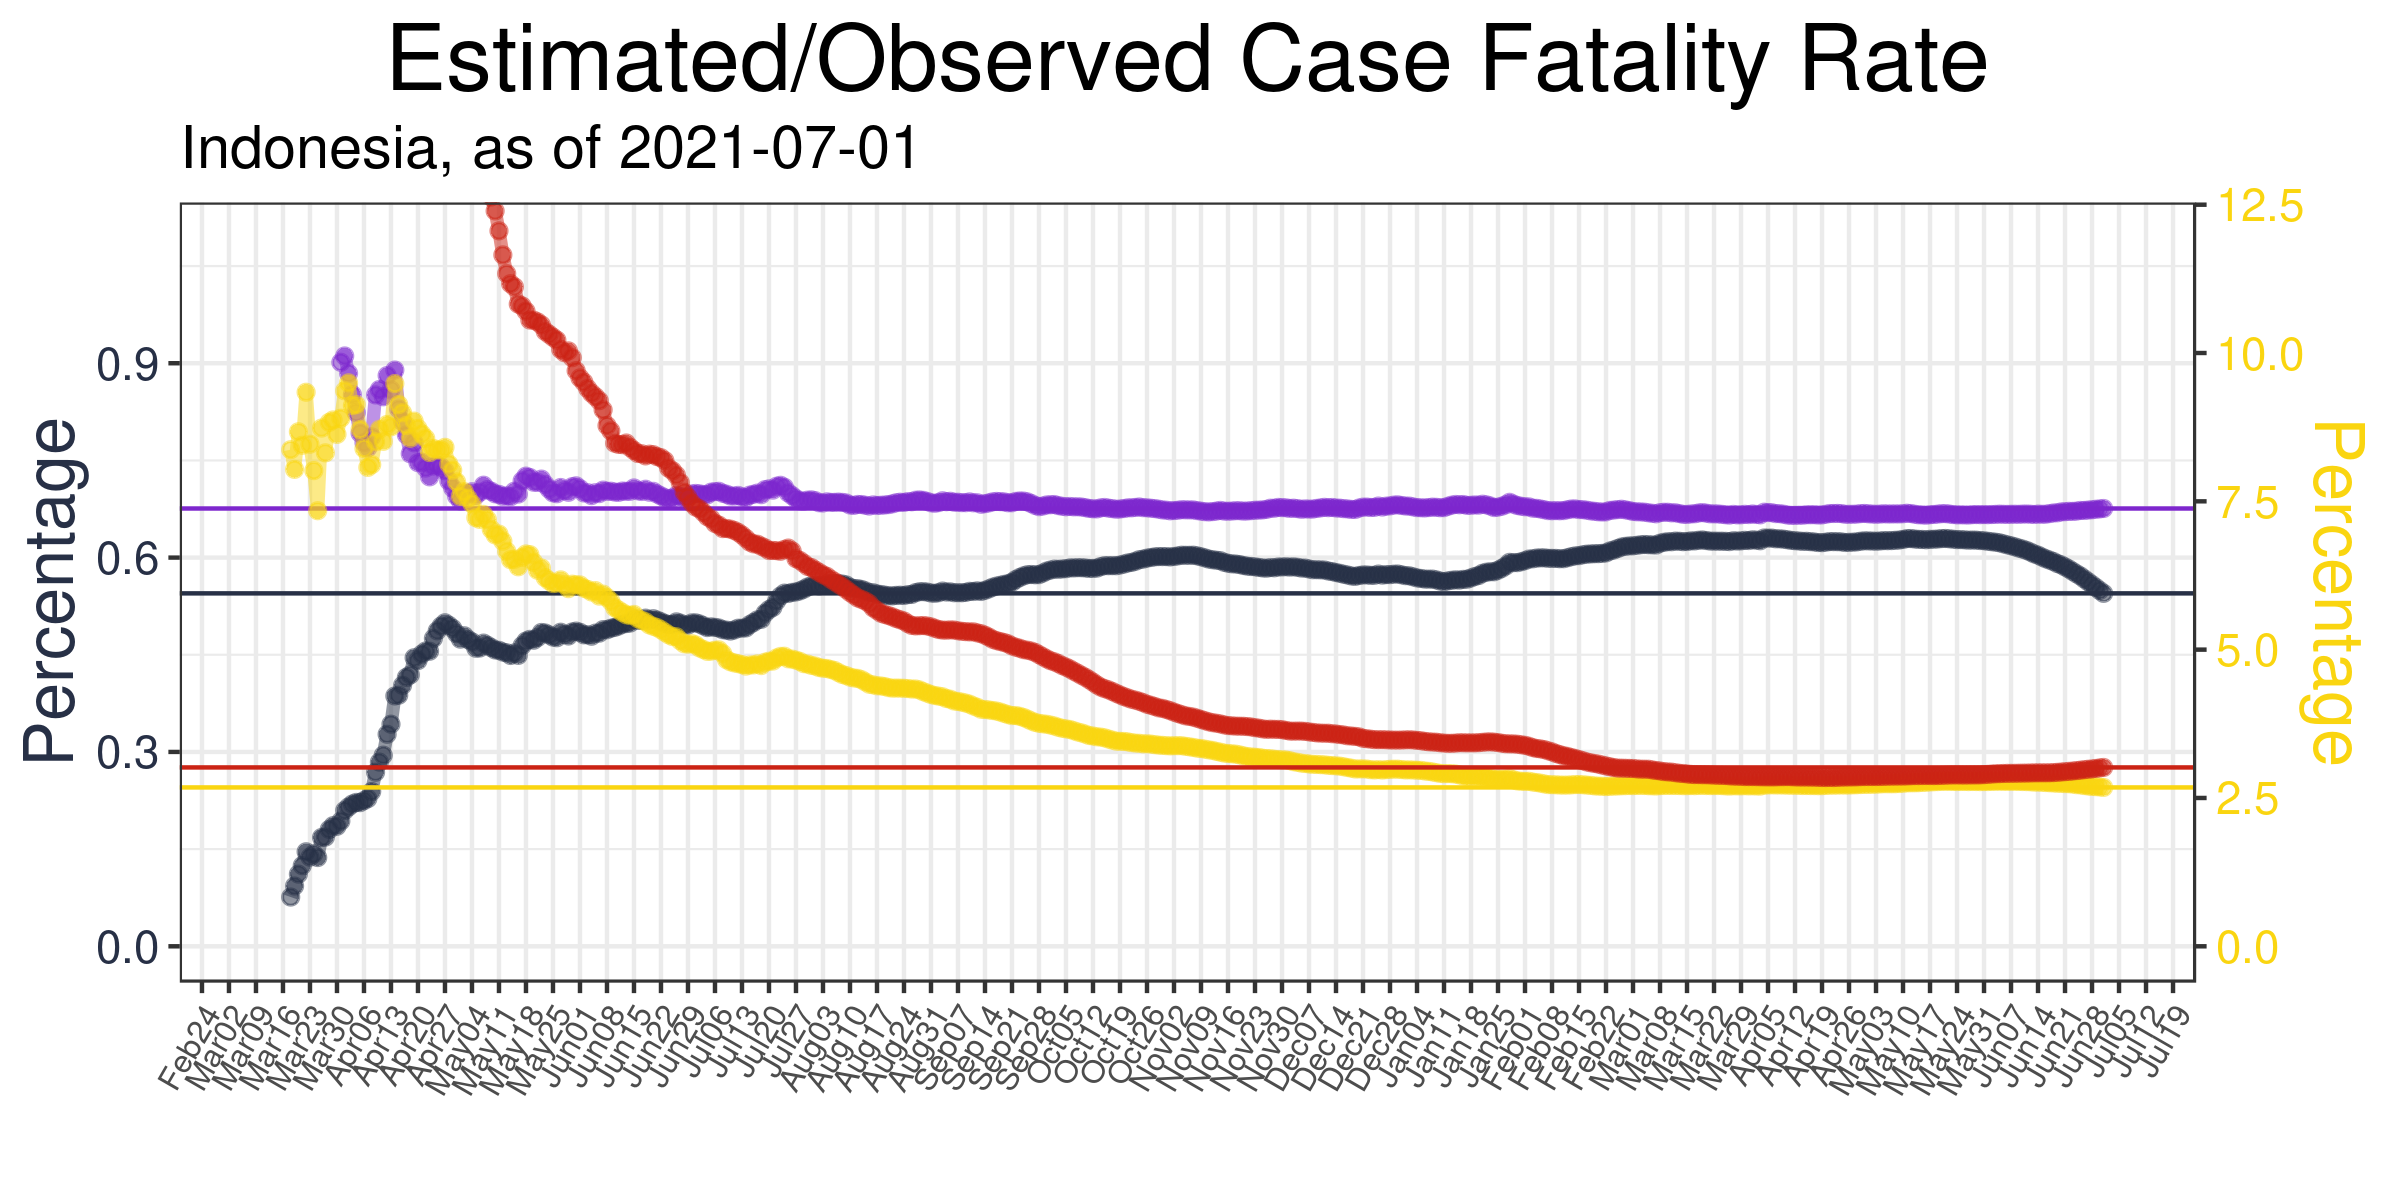 Estimated/Observed Case Fatality Rate
Indonesia, as of 2021-07-01
Percentage
0.9
0.6
0.3
0.0
12.5
10.0
7.5
5.0
2.5
0.0
Percentage
Feb24
Mar02
Mar09
Mar16
Mar23
Mar30
Apr06
Apr13
Apr20
Apr27
May04
May11
May18
May25
Jun01
Jun08
Jun15
Jun22
Jun29
Jul06
Jul13
Jul20
Jul27
Aug03
Aug10
Aug17
Aug24
Aug31
Sep07
Sep14
Sep21
Sep28
Oct05
Oct12
Oct19
Oct26
Nov02
Nov09
Nov16
Nov23
Nov30
Dec07
Dec14
Dec21
Dec28
Jan04
Jan11
Jan18
Jan25
Feb01
Feb08
Feb15
Feb22
Mar01
Mar08
Mar15
Mar22
Mar29
Apr05
Apr12
Apr19
Apr26
May03
May10
May17
May24
May31
Jun07
Jun14
Jun21
Jun28
Jul05
Jul12
Jul19